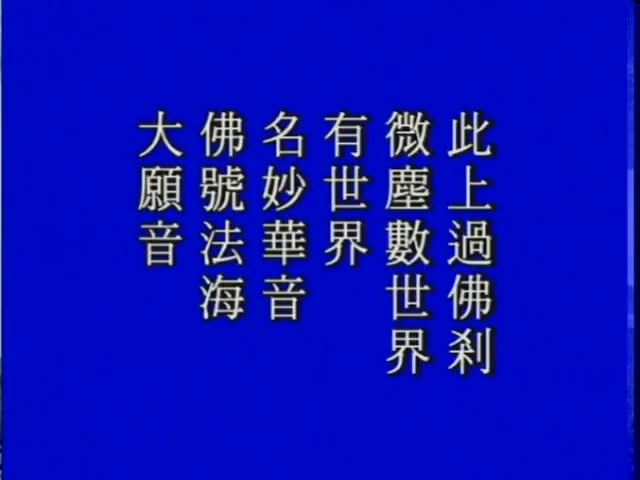 此上過佛刹
微塵數世界
有世界
名妙華音
佛號法海
大願音